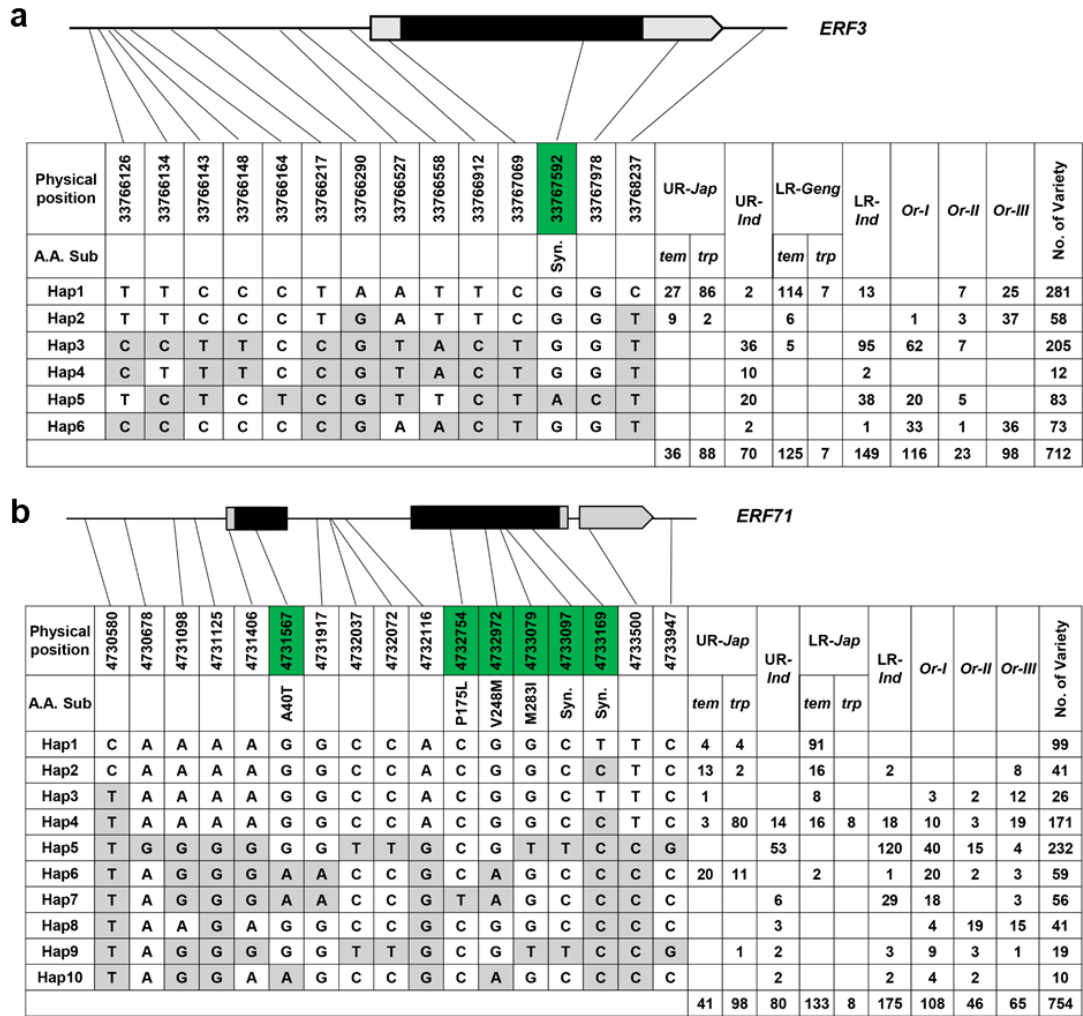 a
ERF3
Physical position 33766126 33766134 33766143 33766148 33766164 33766217 33766290 33766527 33766558 33766912 33767069 33767592 33767978 33768237 UR-Jap UR-Ind LR-Geng LR-Ind Or-I Or-II Or-III No. of Variety
A.A. Sub Syn. tem trp tem trp
Hap1 T T C C C T A A T T C G G C 27 86 2 114 7 13 7 25 281
Hap2 T T C C C T G A T T C G G T 9 2 6 1 3 37 58
Hap3 C C T T C C G T A C T G G T 36 5 95 62 7 205
Hap4 C T T T C C G T A C T G G T 10 2 12
Hap5 T C T C T C G T T C T A C T 20 38 20 5 83
Hap6 C C C C C C G A A C T G G T 2 1 33 1 36 73
36 88 70 125 7 149 116 23 98 712
b
ERF71
Physical position 4730580 4730678 4731098 4731125 4731406 4731567 4731917 4732037 4732072 4732116 4732754 4732972 4733079 4733097 4733169 4733500 4733947 UR-Jap UR-Ind LR-Jap LR-Ind Or-I Or-II Or-III No. of Variety
A.A. Sub A40T P175L V248M M283I Syn. Syn. tem trp tem trp
Hap1 C A A A A G G C C A C G G C T T C 4 4 91 99
Hap2 C A A A A G G C C A C G G C C T C 13 2 16 2 8 41
Hap3 T A A A A G G C C A C G G C T T C 1 8 3 2 12 26
Hap4 T A A A A G G C C A C G G C C T C 3 80 14 16 8 18 10 3 19 171
Hap5 T G G G G G G T T G C G T T C C G 53 120 40 15 4 232
Hap6 T A G G G A A C C G C A G C C C C 20 11 2 1 20 2 3 59
Hap7 T A G G G A A C C G T A G C C C C 6 29 18 3 56
Hap8 T A A G A G G C C G C G G C C C C 3 4 19 15 41
Hap9 T A G G G G G T T G C G T T C C G 1 2 3 9 3 1 19
Hap10 T A G G A A G C C G C A G C C C C 2 2 4 2 10
41 98 80 133 8 175 108 46 65 754